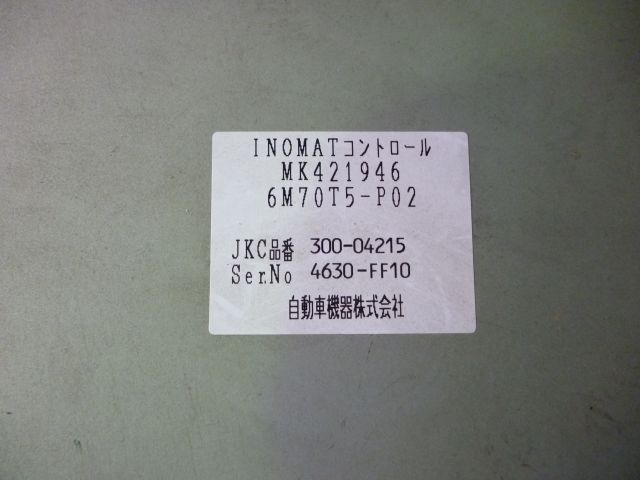 INOMATコントロール
MK421946
6M70T5-P02
JKC品番 300-04215
Ser.No 4630-FF10
自動車機器株式会社